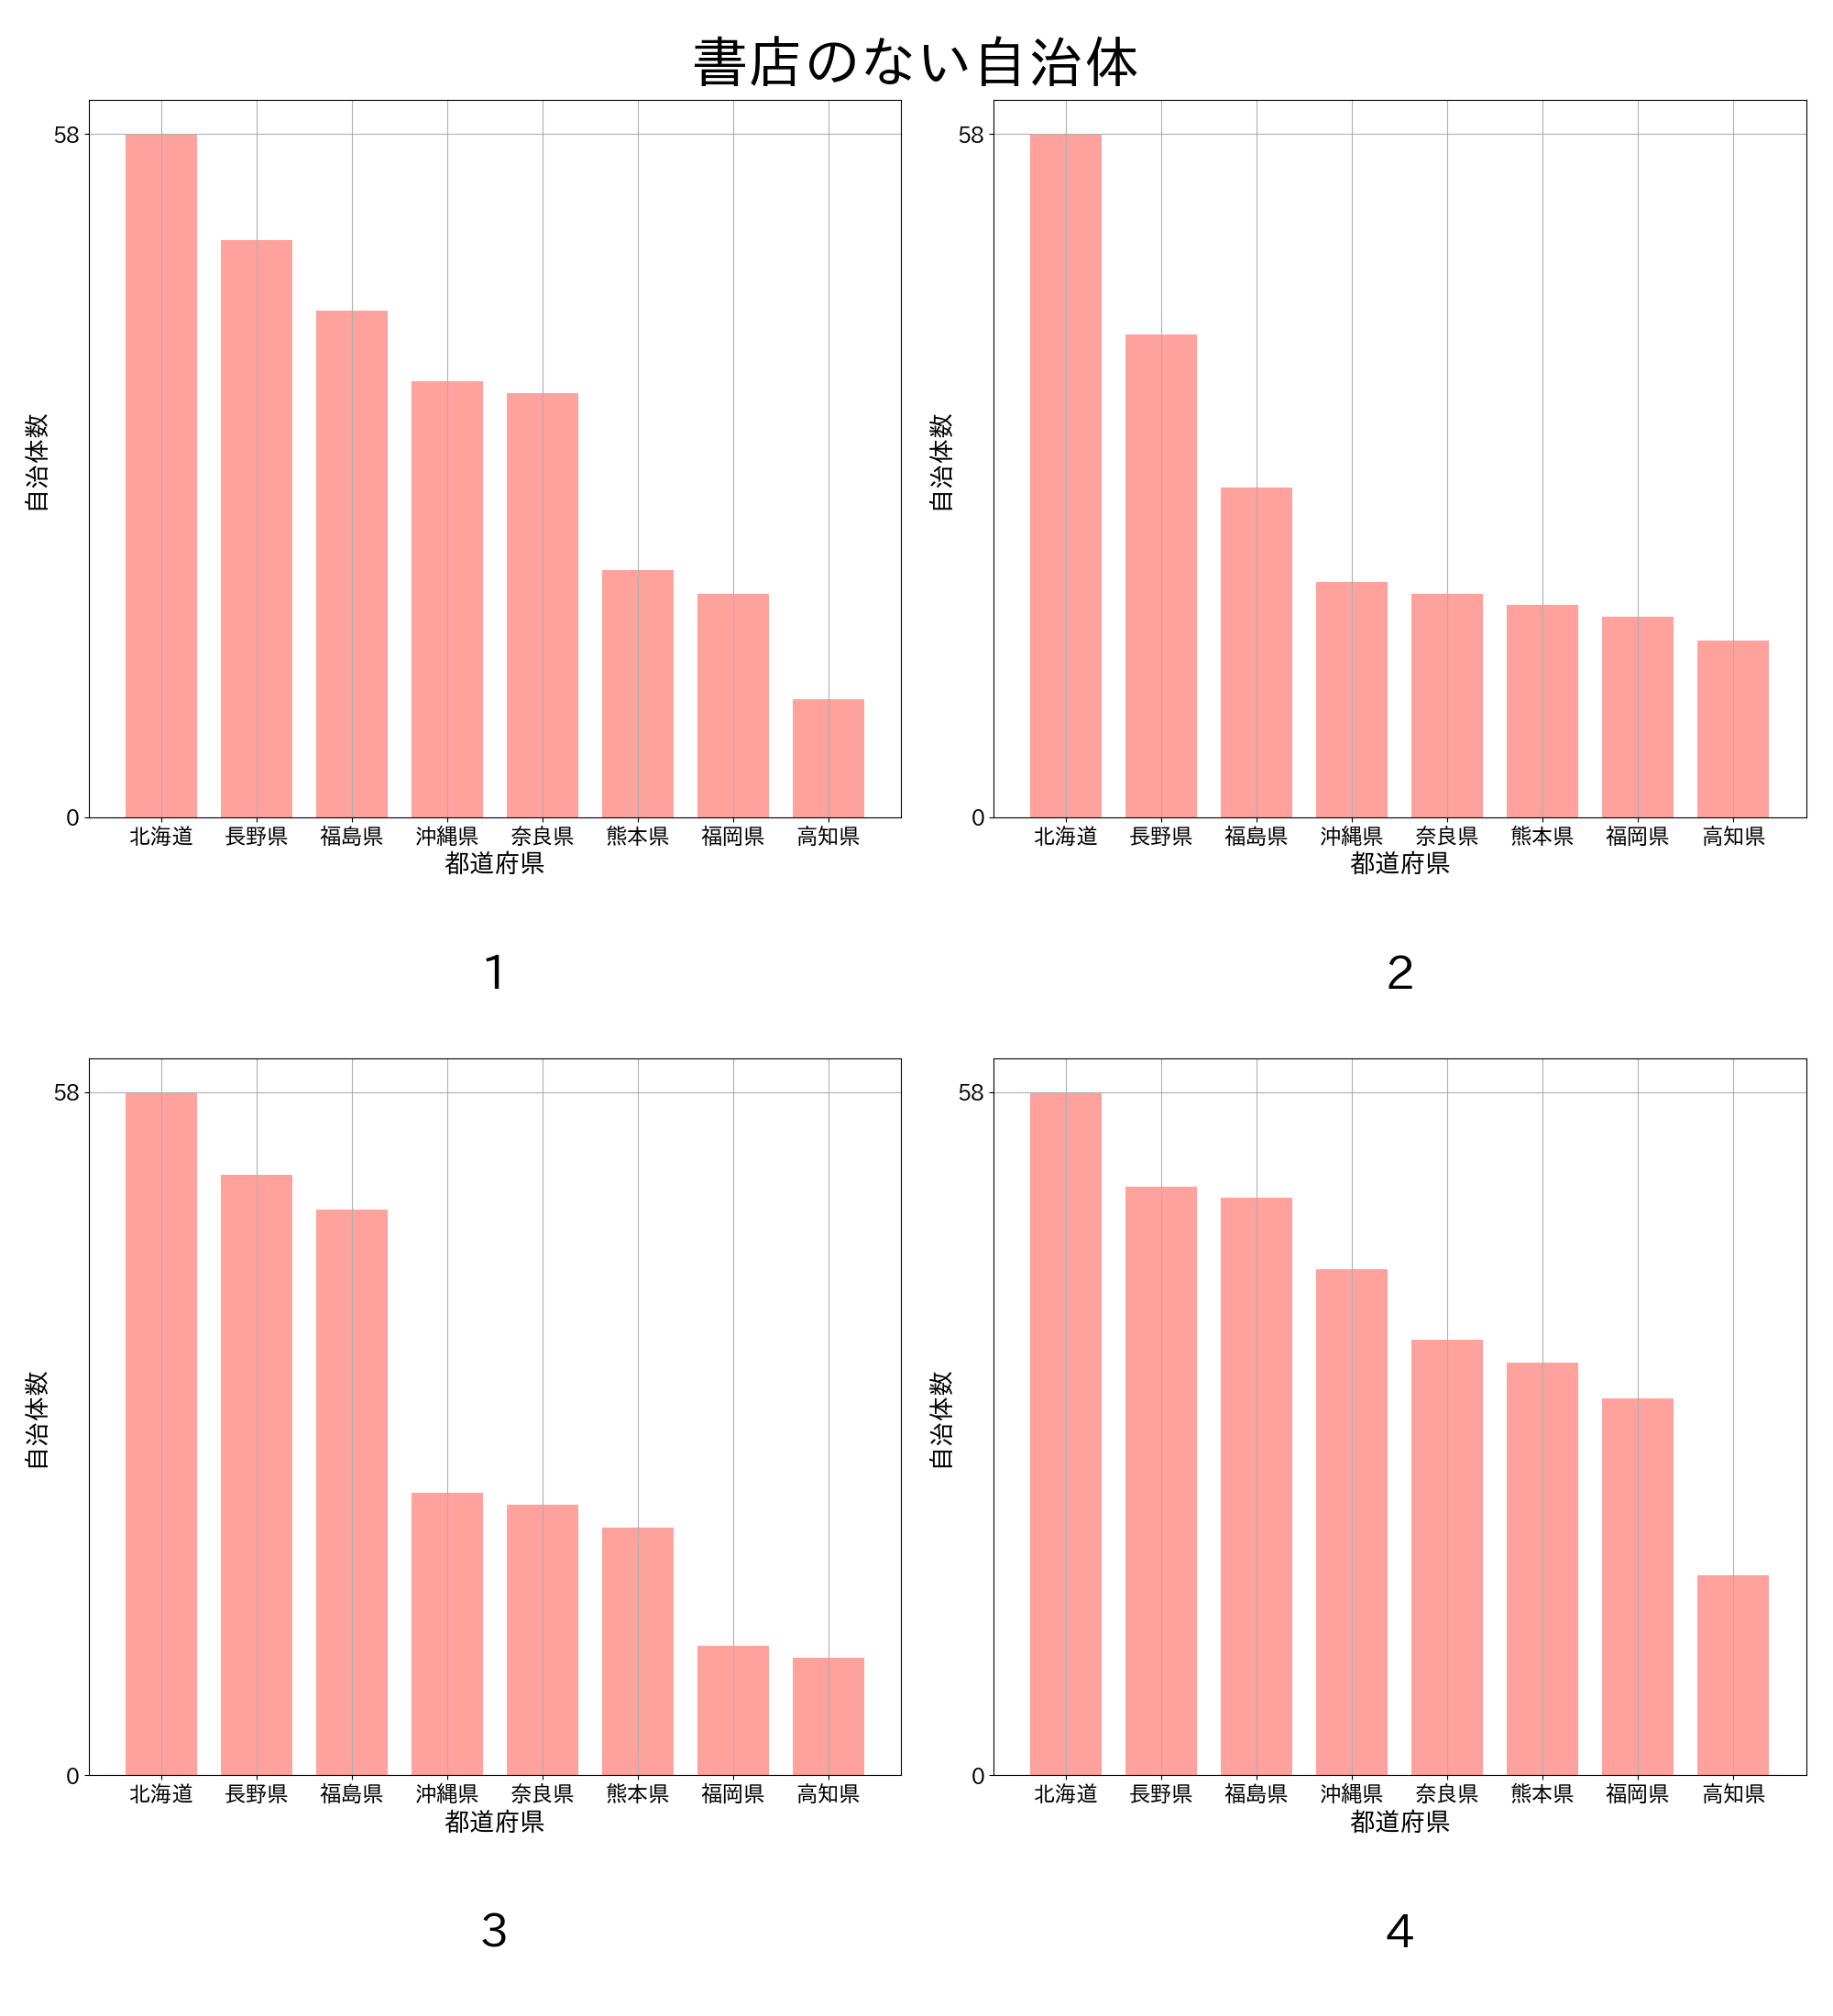 書店のない自治体
58
0
自治体数
北海道 長野県 福島県 沖縄県 奈良県 熊本県 福岡県 高知県
都道府県
1
58
0
自治体数
北海道 長野県 福島県 沖縄県 奈良県 熊本県 福岡県 高知県
都道府県
2
58
0
自治体数
北海道 長野県 福島県 沖縄県 奈良県 熊本県 福岡県 高知県
都道府県
3
58
0
自治体数
北海道 長野県 福島県 沖縄県 奈良県 熊本県 福岡県 高知県
都道府県
4